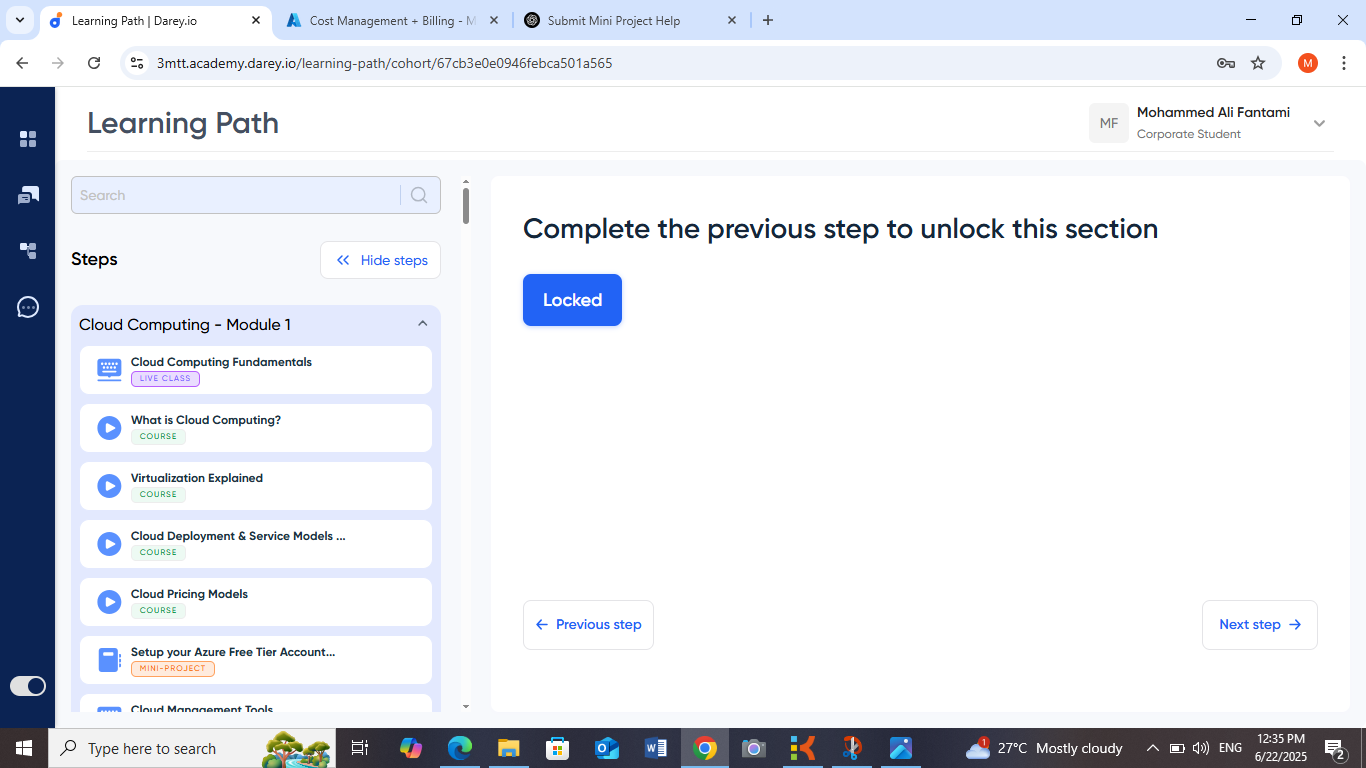 Learning Path | Darey.io
Cost Management + Billing - M
Submit Mini Project Help
3mtt.academy.darey.io/learning-path/cohort/67cb3e0e0946febca501a565
M
Learning Path
MF
Mohammed Ali Fantami
Corporate Student
Search
Steps
Hide steps
Cloud Computing - Module 1
Cloud Computing Fundamentals
LIVE CLASS
What is Cloud Computing?
COURSE
Virtualization Explained
COURSE
Cloud Deployment & Service Models ...
COURSE
Cloud Pricing Models
COURSE
Setup your Azure Free Tier Account...
MINI-PROJECT
Cloud Management Tools
Complete the previous step to unlock this section
Locked
Previous step
Next step
Type here to search
1
27°C Mostly cloudy
ENG
12:35 PM
6/22/2025
2